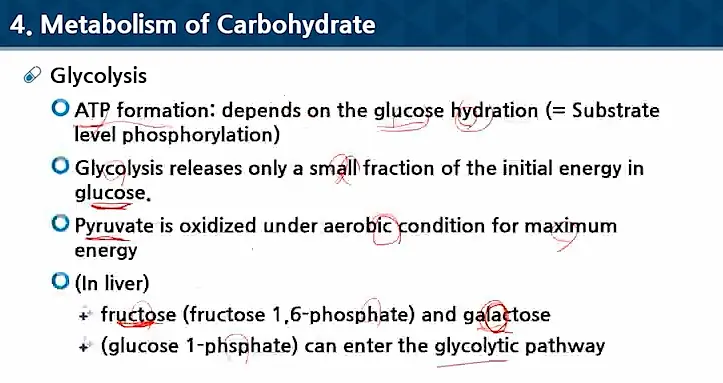 4. Metabolism of Carbohydrate
Glycolysis
ATP formation: depends on the glucose hydration (= Substrate
level phosphorylation)
Glycolysis releases only a small fraction of the initial energy in
glucose.
Pyruvate is oxidized under aerobic condition for maximum
energy
(In liver)
fructose (fructose 1,6-phosphate) and galactose
(glucose 1-phsphate) can enter the glycolytic pathway